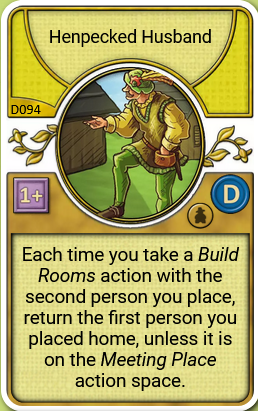 Henpecked Husband
D094
1+
D
Each time you take a Build
Rooms action with the
second person you place,
return the first person you
placed home, unless it is
on the Meeting Place
action space.